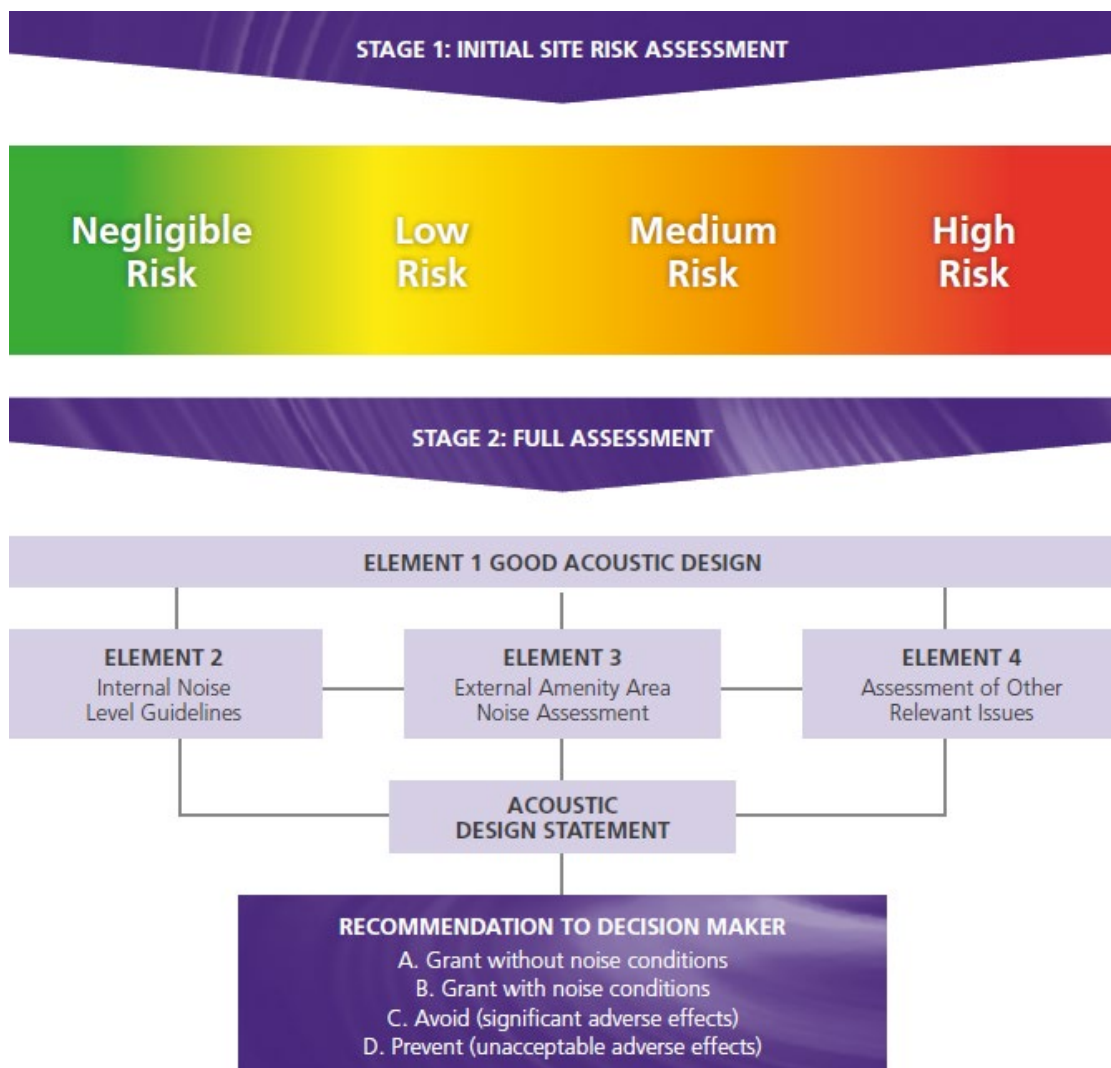 STAGE 1: INITIAL SITE RISK ASSESSMENT
Negligible
Risk
Low
Risk
Medium
Risk
High
Risk
STAGE 2: FULL ASSESSMENT
ELEMENT 1 GOOD ACOUSTIC DESIGN
ELEMENT 2
Internal Noise
Level Guidelines
ELEMENT 3
External Amenity Area
Noise Assessment
ELEMENT 4
Assessment of Other
Relevant Issues
ACOUSTIC
DESIGN STATEMENT
RECOMMENDATION TO DECISION MAKER
A. Grant without noise conditions
B. Grant with noise conditions
C. Avoid (significant adverse effects)
D. Prevent (unacceptable adverse effects)